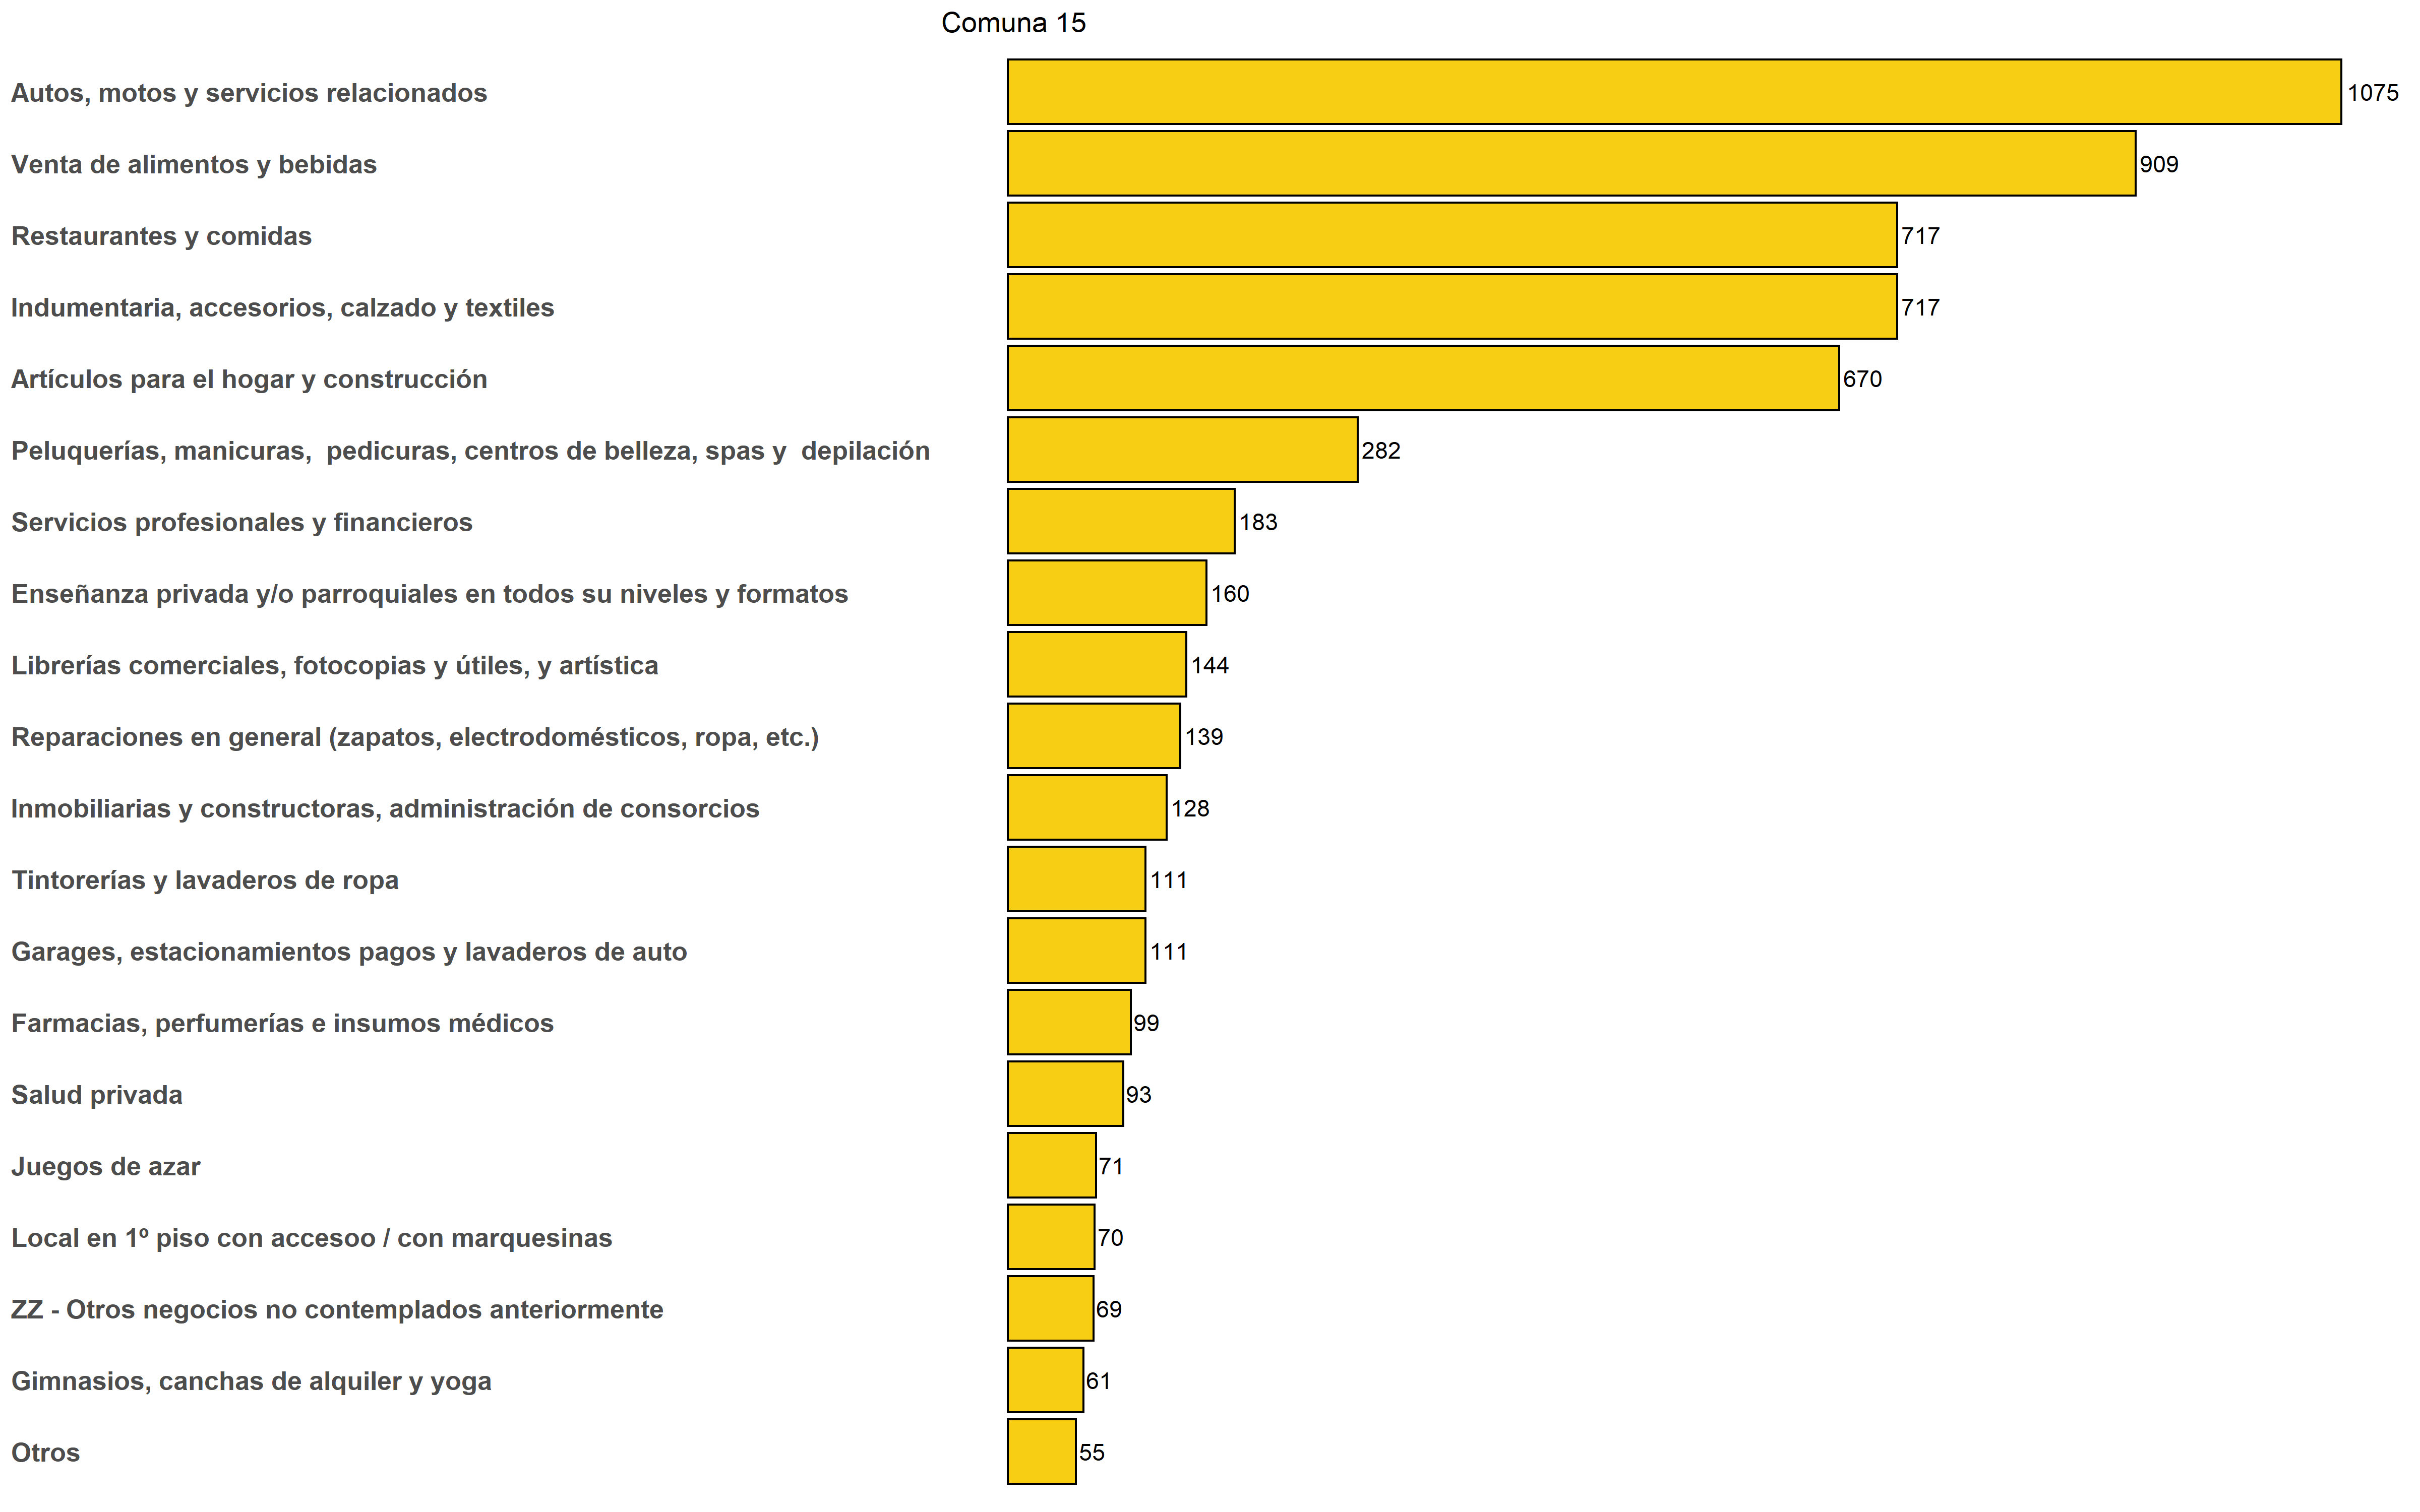 Comuna 15
Autos, motos y servicios relacionados 1075
Venta de alimentos y bebidas 909
Restaurantes y comidas 717
Indumentaria, accesorios, calzado y textiles 717
Artículos para el hogar y construcción 670
Peluquerías, manicuras,  pedicuras, centros de belleza, spas y  depilación 282
Servicios profesionales y financieros 183
Enseñanza privada y/o parroquiales en todos su niveles y formatos 160
Librerías comerciales, fotocopias y útiles, y artística 144
Reparaciones en general (zapatos, electrodomésticos, ropa, etc.) 139
Inmobiliarias y constructoras, administración de consorcios 128
Tintorerías y lavaderos de ropa 111
Garages, estacionamientos pagos y lavaderos de auto 111
Farmacias, perfumerías e insumos médicos 99
Salud privada 93
Juegos de azar 71
Local en 1º piso con accesoo / con marquesinas 70
ZZ - Otros negocios no contemplados anteriormente 69
Gimnasios, canchas de alquiler y yoga 61
Otros 55